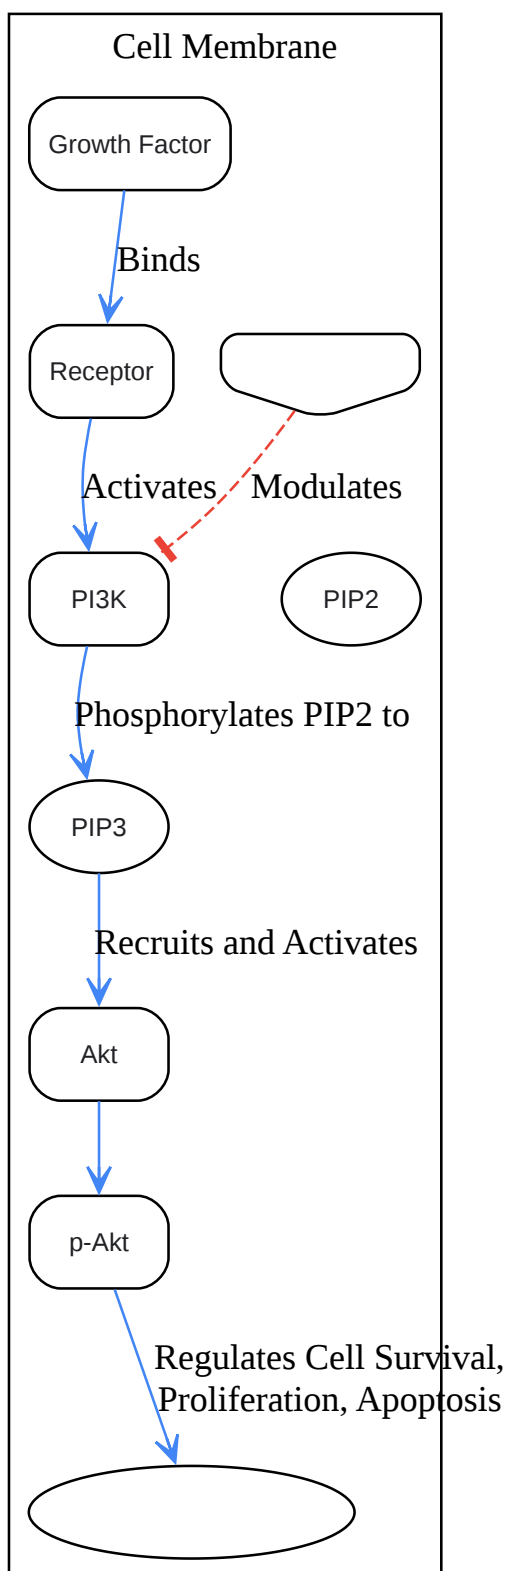 Cell Membrane
Growth Factor
Binds
Receptor
Activates
Modulates
PI3K
PIP2
Phosphorylates PIP2 to
PIP3
Recruits and Activates
Akt
p-Akt
Regulates Cell Survival,
Proliferation, Apoptosis